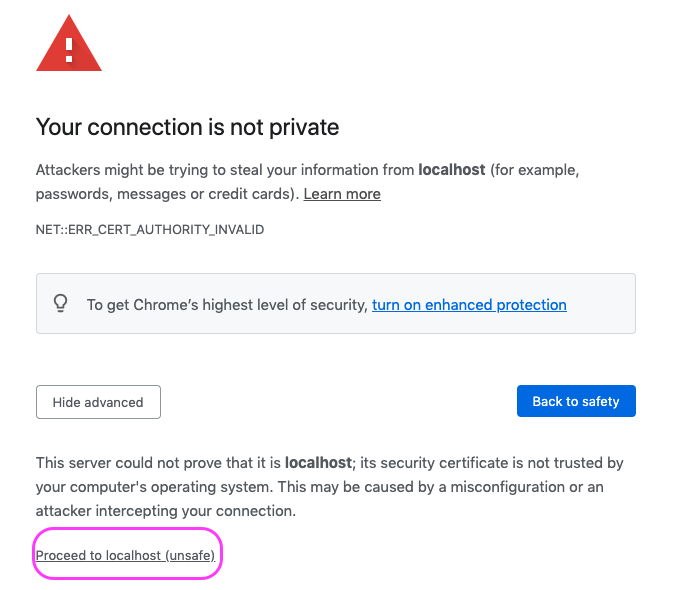 Your connection is not private
Attackers might be trying to steal your information from localhost (for example,
passwords, messages or credit cards). Learn more
NET::ERR_CERT_AUTHORITY_INVALID
To get Chrome’s highest level of security, turn on enhanced protection
Hide advanced
Back to safety
This server could not prove that it is localhost; its security certificate is not trusted by
your computer's operating system. This may be caused by a misconfiguration or an
attacker intercepting your connection.
Proceed to localhost (unsafe)